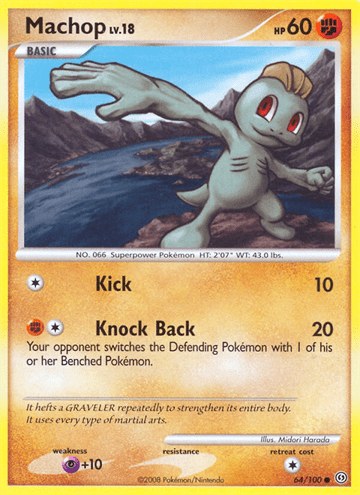 Machop LV.18 HP 60
BASIC
NO. 066 Superpower Pokémon HT: 2'07" WT: 43.0 lbs.
Kick 10
Knock Back 20
Your opponent switches the Defending Pokémon with 1 of his
or her Benched Pokémon.
It hefts a GRAVELER repeatedly to strengthen its entire body.
It uses every type of martial arts.
Illus. Midori Harada
weakness resistance retreat cost
+10
©2008 Pokémon/Nintendo 64/100